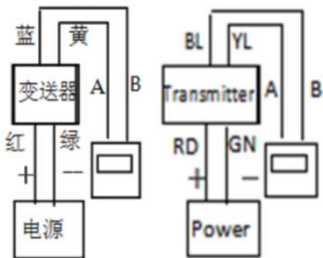 蓝 黄
变送器 A B
红 绿
+ --
电源
BL YL
Transmitter A B
RD GN
+ -
Power